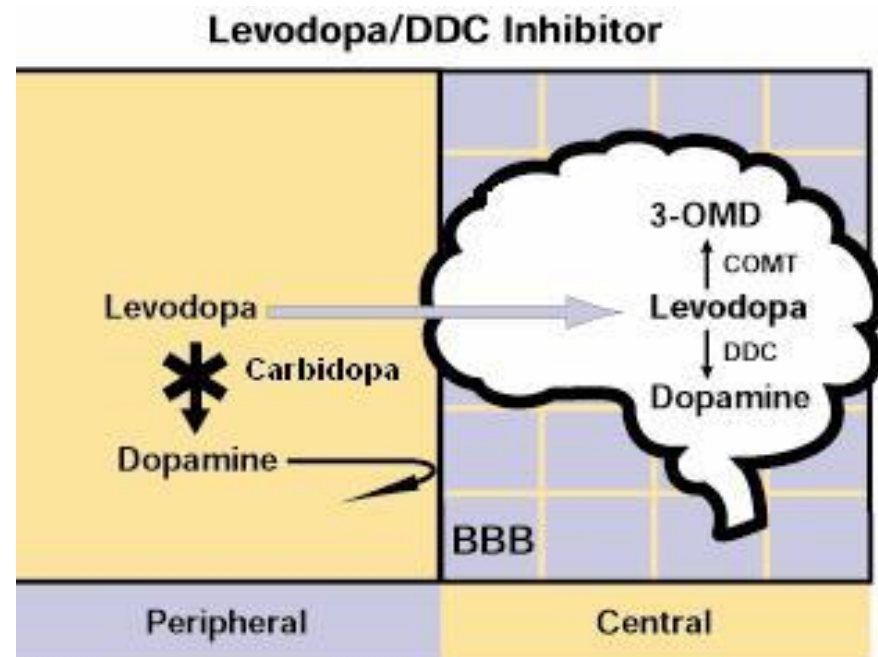 Levodopa/DDC Inhibitor
3-OMD
COMT
Levodopa
Levodopa
DDC
Carbidopa
Dopamine
Dopamine
BBB
Peripheral
Central